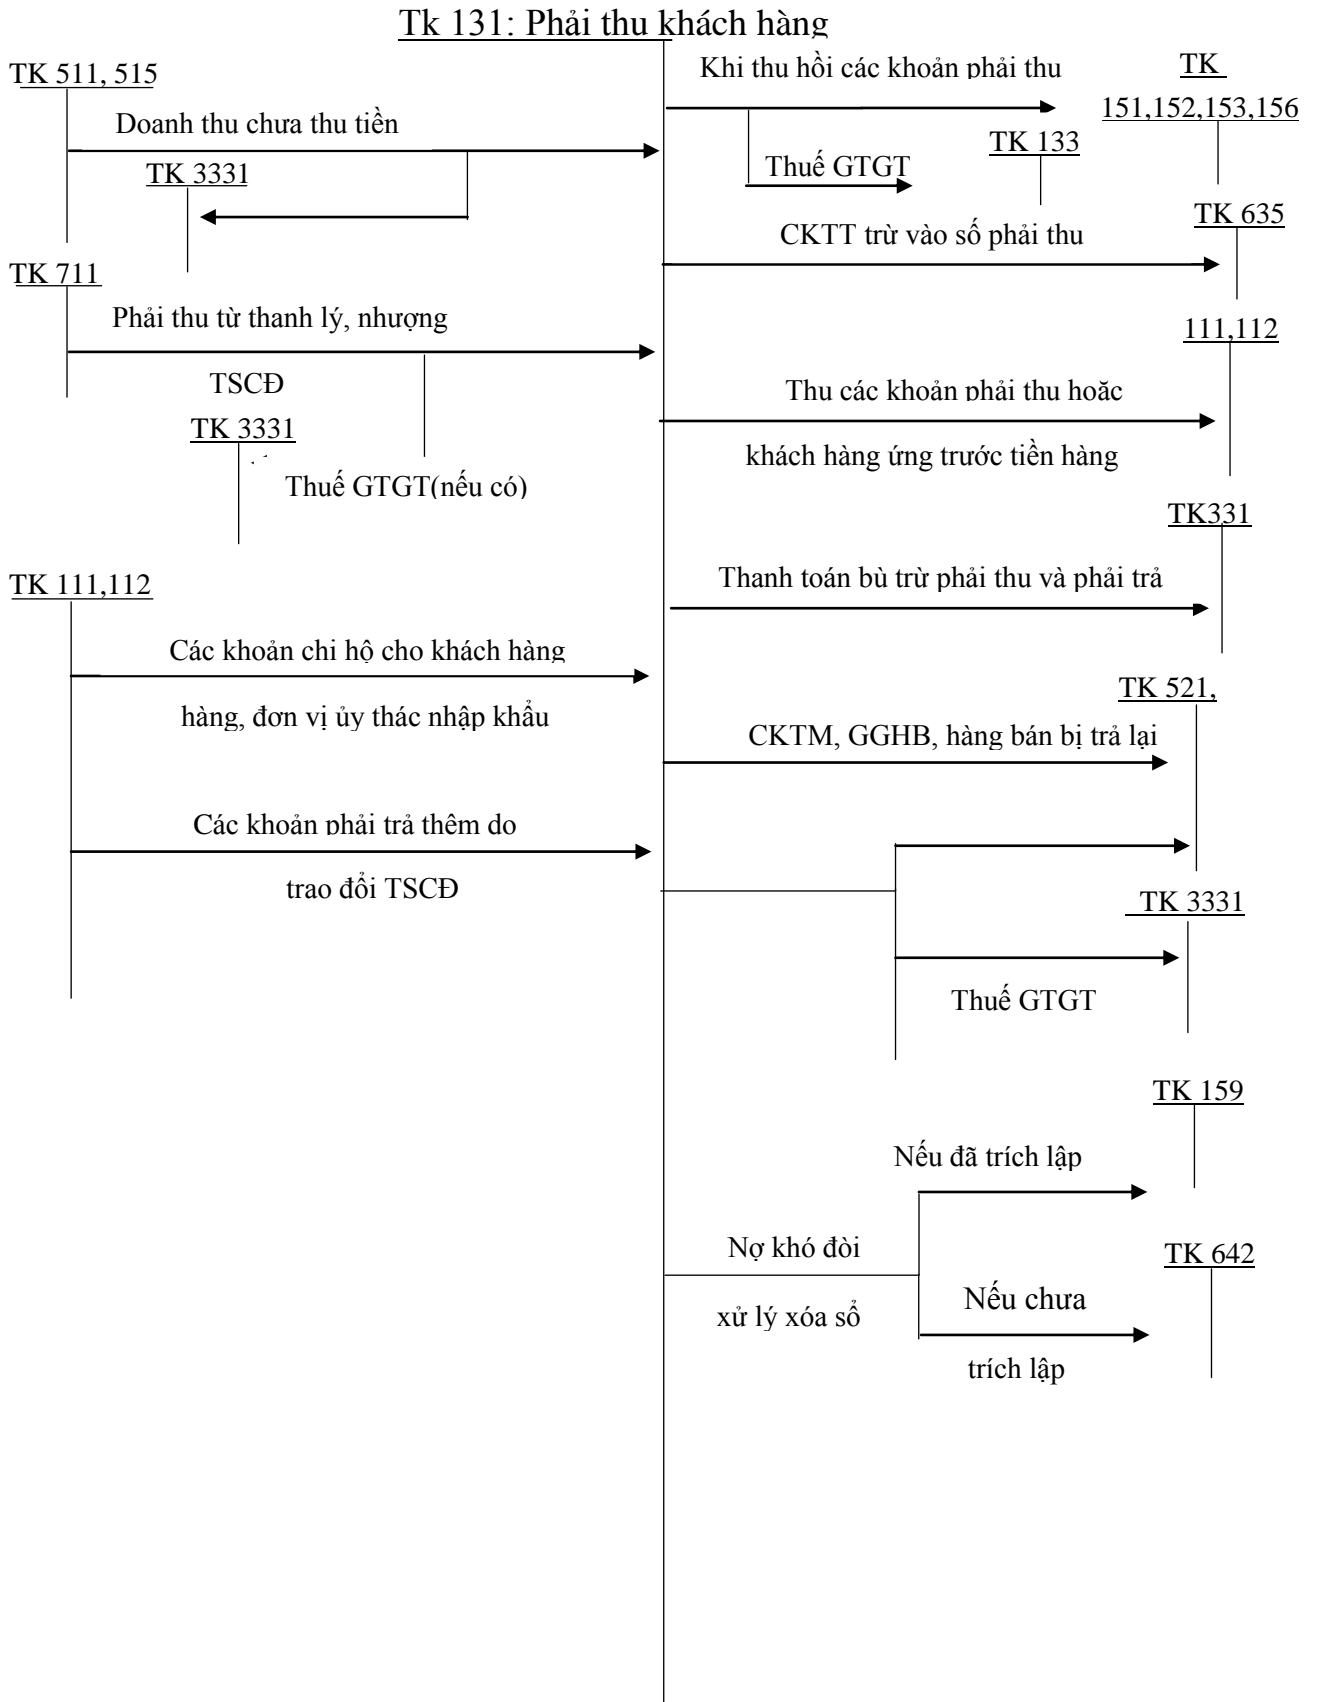 Tk 131: Phải thu khách hàng
TK 511, 515
Doanh thu chưa thu tiền
TK 3331
TK 711
Phải thu từ thanh lý, nhượng
TSCĐ
TK 3331
Thuế GTGT(nếu có)
TK 111,112
Các khoản chi hộ cho khách hàng
hàng, đơn vị ủy thác nhập khẩu
Các khoản phải trả thêm do
trao đổi TSCĐ
Khi thu hồi các khoản phải thu
TK
151,152,153,156
TK 133
Thuế GTGT
TK 635
CKTT trừ vào số phải thu
111,112
Thu các khoản phải thu hoặc
khách hàng ứng trước tiền hàng
TK331
Thanh toán bù trừ phải thu và phải trả
TK 521,
CKTM, GGHB, hàng bán bị trả lại
TK 3331
Thuế GTGT
TK 159
Nếu đã trích lập
Nợ khó đòi
xử lý xóa sổ
TK 642
Nếu chưa
trích lập